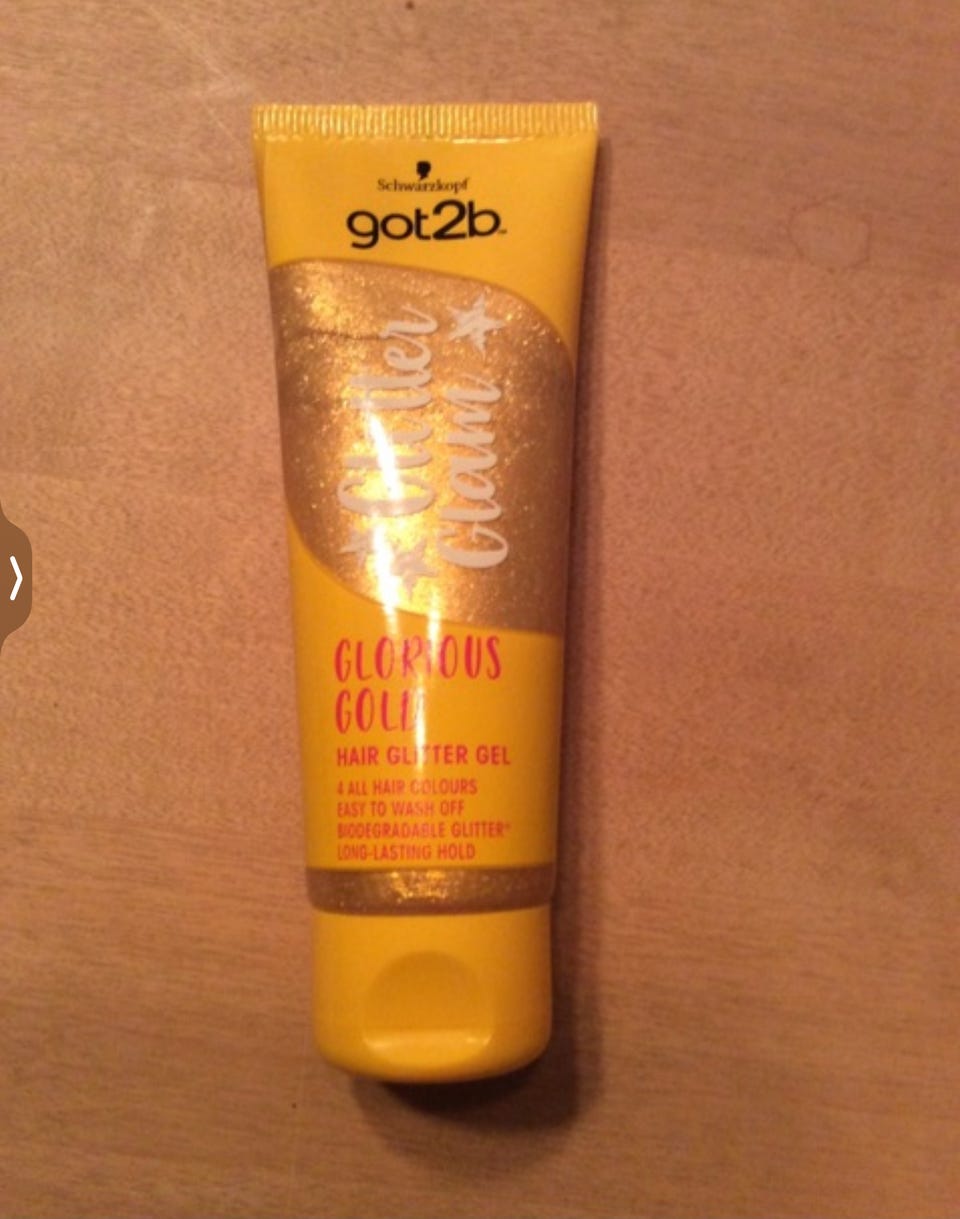 Schwarzkopf
got2b™
Glitter
Glam
GLORIOUS
GOLD
HAIR GLITTER GEL
4 ALL HAIR COLOURS
EASY TO WASH OFF
BIODEGRADABLE GLITTER*
LONG-LASTING HOLD